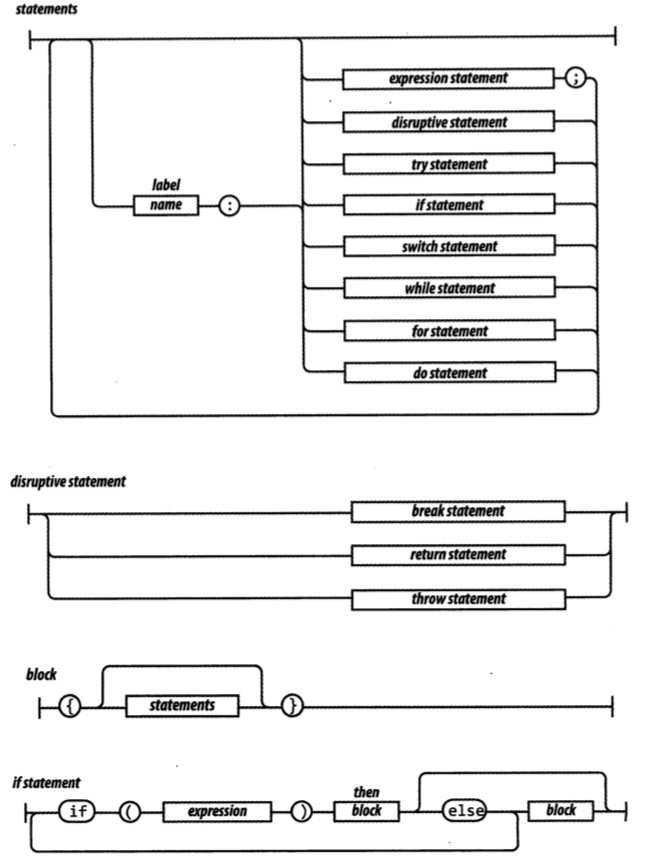 statements
expression statement ;
disruptive statement
try statement
label
name : if statement
switch statement
while statement
for statement
do statement
disruptive statement
break statement
return statement
throw statement
block
{ statements }
if statement
then
if ( expression ) block else block